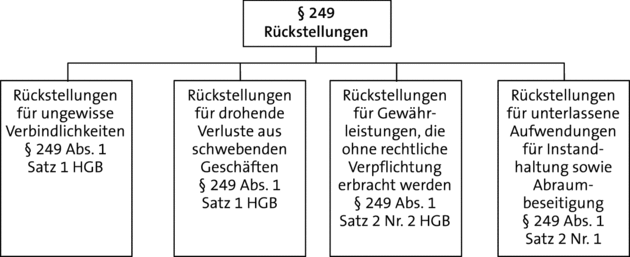 § 249
Rückstellungen
Rückstellungen
für ungewisse
Verbindlichkeiten
§ 249 Abs. 1
Satz 1 HGB
Rückstellungen
für drohende
Verluste aus
schwebenden
Geschäften
§ 249 Abs. 1
Satz 1 HGB
Rückstellungen
für Gewähr-
leistungen, die
ohne rechtliche
Verpflichtung
erbracht werden
§ 249 Abs. 1
Satz 2 Nr. 2 HGB
Rückstellungen
für unterlassene
Aufwendungen
für Instand-
haltung sowie
Abraum-
beseitigung
§ 249 Abs. 1
Satz 2 Nr. 1